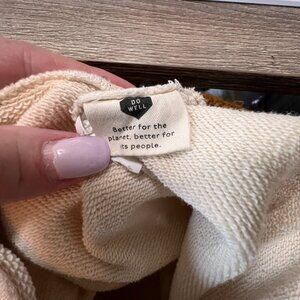 DO
WELL
Better for the
planet, better for
its people.